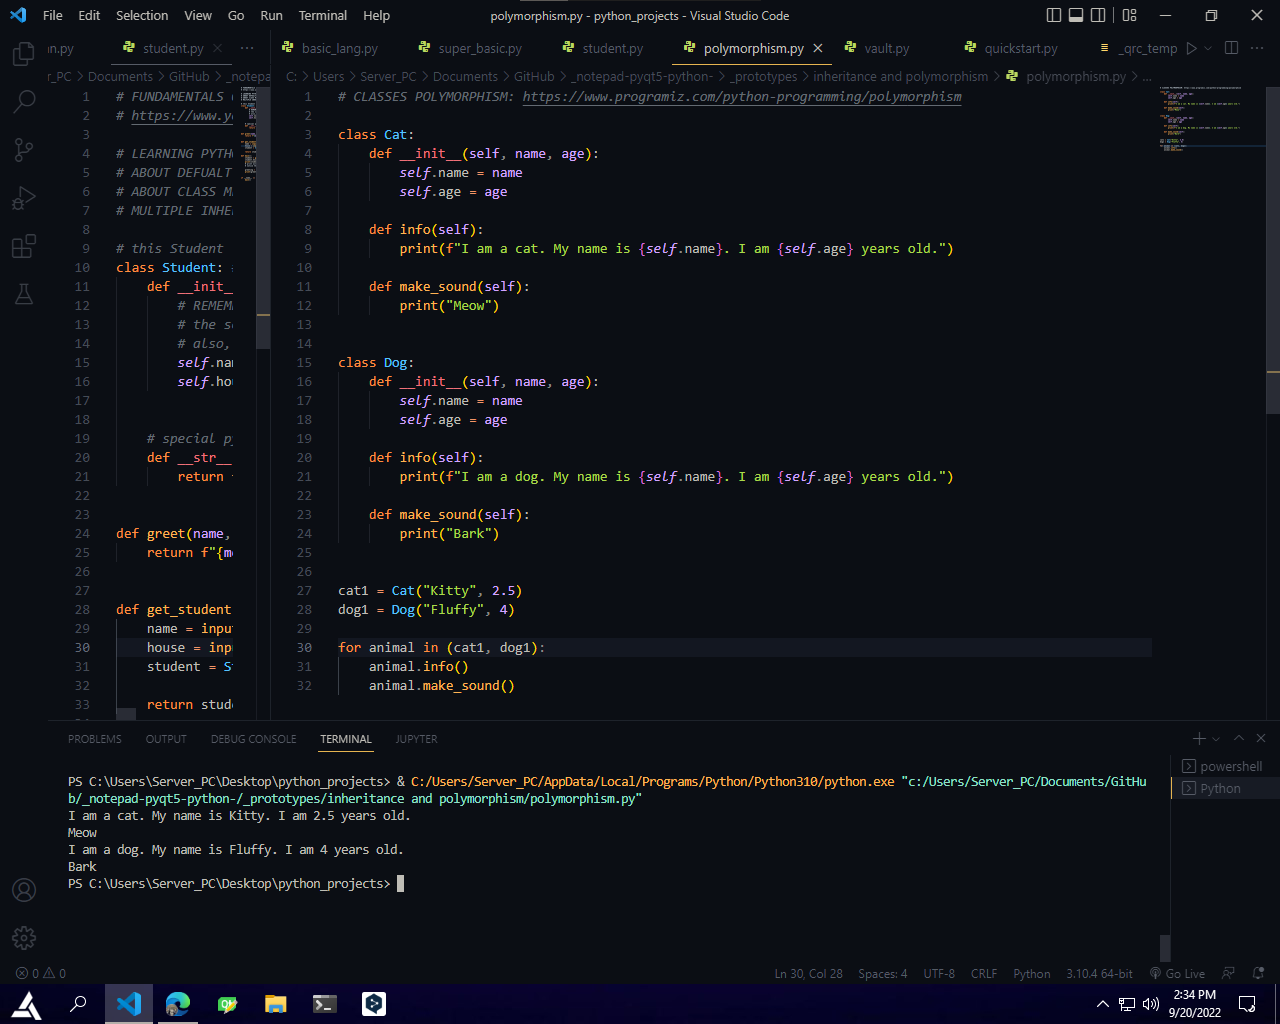 File Edit Selection View Go Run Terminal Help polymorphism.py - python_projects - Visual Studio Code
n.py student.py ··· basic_lang.py super_basic.py student.py polymorphism.py vault.py quickstart.py _qrc_temp ···
r_PC > Documents > GitHub > _notepa
C: > Users > Server_PC > Documents > GitHub > _notepad-pyqt5-python- > _prototypes > inheritance and polymorphism > polymorphism.py > ...
1 # FUNDAMENTALS
2 # https://www.y
3
4 # LEARNING PYTH
5 # ABOUT DEFUALT
6 # ABOUT CLASS M
7 # MULTIPLE INHE
8
9 # this Student
10 class Student: #
11 def __init__
12 # REMEM
13 # the s
14 # also,
15 self.nam
16 self.hou
17
18
19 # special py
20 def __str__
21 return
22
23
24 def greet(name,
25 return f"{me
26
27
28 def get_student
29 name = input
30 house = inp
31 student = S
32
33 return stude
1 # CLASSES POLYMORPHISM: https://www.programiz.com/python-programming/polymorphism
2
3 class Cat:
4 def __init__(self, name, age):
5 self.name = name
6 self.age = age
7
8 def info(self):
9 print(f"I am a cat. My name is {self.name}. I am {self.age} years old.")
10
11 def make_sound(self):
12 print("Meow")
13
14
15 class Dog:
16 def __init__(self, name, age):
17 self.name = name
18 self.age = age
19
20 def info(self):
21 print(f"I am a dog. My name is {self.name}. I am {self.age} years old.")
22
23 def make_sound(self):
24 print("Bark")
25
26
27 cat1 = Cat("Kitty", 2.5)
28 dog1 = Dog("Fluffy", 4)
29
30 for animal in (cat1, dog1):
31 animal.info()
32 animal.make_sound()
PROBLEMS OUTPUT DEBUG CONSOLE TERMINAL JUPYTER
PS C:\Users\Server_PC\Desktop\python_projects> & C:/Users/Server_PC/AppData/Local/Programs/Python/Python310/python.exe "c:/Users/Server_PC/Documents/GitHu
b/_notepad-pyqt5-python-/_prototypes/inheritance and polymorphism/polymorphism.py"
I am a cat. My name is Kitty. I am 2.5 years old.
Meow
I am a dog. My name is Fluffy. I am 4 years old.
Bark
PS C:\Users\Server_PC\Desktop\python_projects>
powershell
Python
0 0 Ln 30, Col 28 Spaces: 4 UTF-8 CRLF Python 3.10.4 64-bit Go Live
2:34 PM
9/20/2022